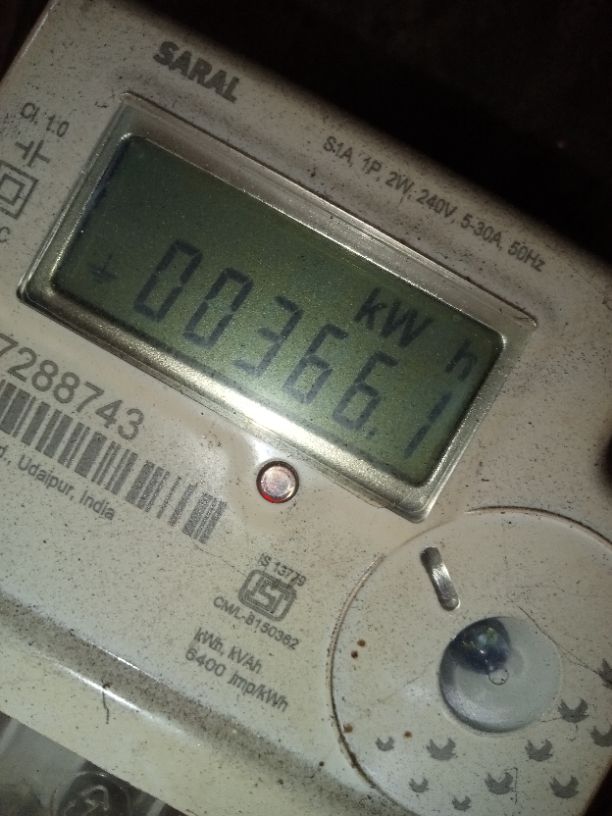 SARAL
Cl. 1.0
S1A, 1P, 2W, 240V, 5-30A, 50Hz
kW h
00366.1
7288743
Udaipur, India
IS 13779
CM/L-8150362
kWh, kVAh
6400 imp/kWh